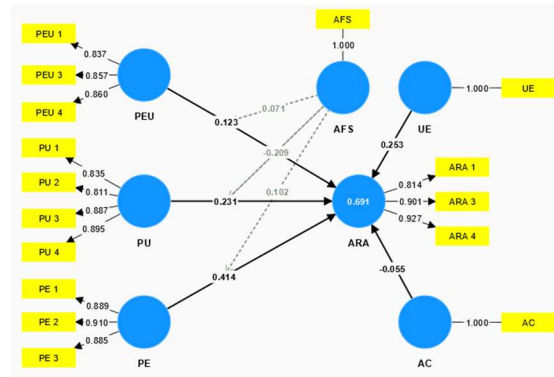 AFS
PEU 1
0.837
PEU 3
0.857
PEU 4
0.860
PEU
1.000
AFS
UE
1.000
UE
0.071
0.123
-0.209
0.253
PU 1
0.835
PU 2
0.811
PU 3
0.887
PU 4
0.895
PU
0.231
0.102
0.691
ARA
ARA 1
0.814
ARA 3
0.901
ARA 4
0.927
0.414
-0.055
PE 1
0.889
PE 2
0.910
PE 3
0.885
PE
AC
1.000
AC